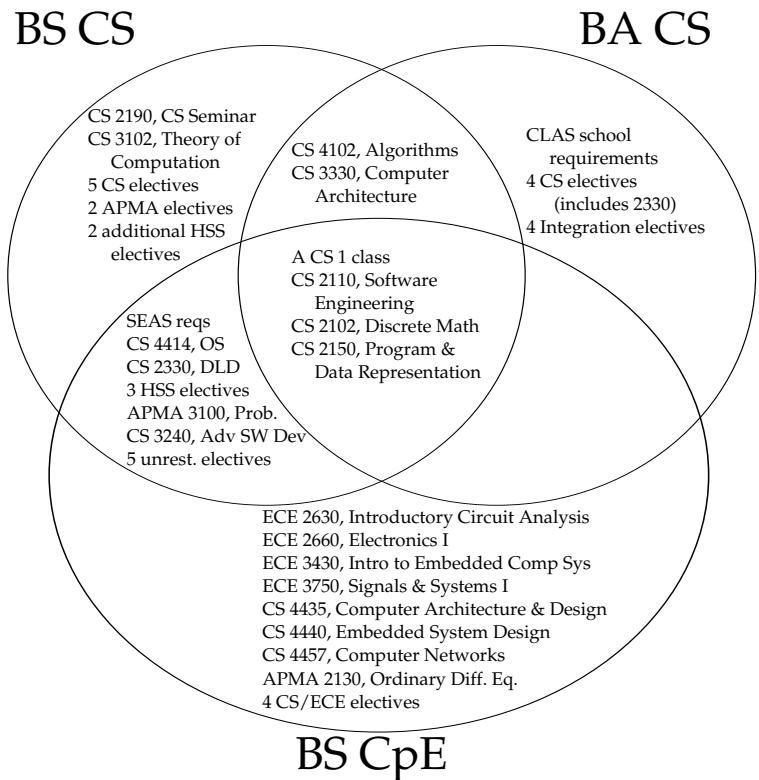 BS CS
BA CS
CS 2190, CS Seminar
CS 3102, Theory of
Computation
5 CS electives
2 APMA electives
2 additional HSS
electives
CS 4102, Algorithms
CS 3330, Computer
Architecture
CLAS school
requirements
4 CS electives
(includes 2330)
4 Integration electives
A CS 1 class
CS 2110, Software
Engineering
CS 2102, Discrete Math
CS 2150, Program &
Data Representation
SEAS reqs
CS 4414, OS
CS 2330, DLD
3 HSS electives
APMA 3100, Prob.
CS 3240, Adv SW Dev
5 unrest. electives
ECE 2630, Introductory Circuit Analysis
ECE 2660, Electronics I
ECE 3430, Intro to Embedded Comp Sys
ECE 3750, Signals & Systems I
CS 4435, Computer Architecture & Design
CS 4440, Embedded System Design
CS 4457, Computer Networks
APMA 2130, Ordinary Diff. Eq.
4 CS/ECE electives
BS CpE